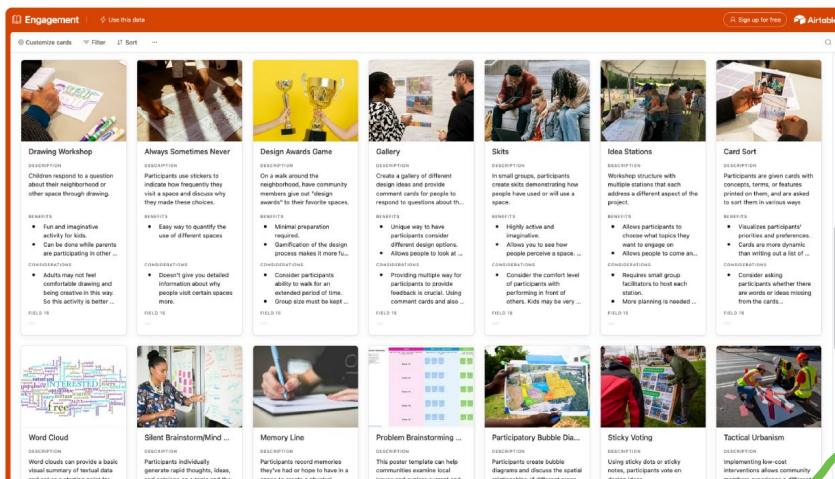 Engagement
Use this data
Sign up for free
Airtable
Customize cards
Filter
Sort
...
Drawing Workshop
DESCRIPTION
Children respond to a question
about their neighborhood or
other space through drawing.
BENEFITS
Fun and imaginative
activity for kids.
Can be done while parents
are participating in other ...
CONSIDERATIONS
Adults may not feel
comfortable drawing and
being creative in this way.
So this activity is better ...
FIELD 16
Always Sometimes Never
DESCRIPTION
Participants use stickers to
indicate how frequently they
visit a space and discuss why
they made these choices.
BENEFITS
Easy way to quantify the
use of different spaces
CONSIDERATIONS
Doesn't give you detailed
information about why
people visit certain spaces
more.
FIELD 16
Design Awards Game
DESCRIPTION
On a walk around the
neighborhood, have community
members give out "design
awards" to their favorite spaces.
BENEFITS
Minimal preparation
required.
Gamification of the design
process makes it more fu...
CONSIDERATIONS
Consider participants
ability to walk for an
extended period of time.
Group size must be kept ...
FIELD 16
Gallery
DESCRIPTION
Create a gallery of different
design ideas and provide
comment cards for people to
respond to questions about th...
BENEFITS
Unique way to have
participants consider
different design options.
Allows people to look at ...
CONSIDERATIONS
Providing multiple way for
participants to provide
feedback is crucial. Using
comment cards and also ...
FIELD 16
Skits
DESCRIPTION
In small groups, participants
create skits demonstrating how
people have used or will use a
space.
BENEFITS
Highly active and
imaginative.
Allows you to see how
people perceive a space. ...
CONSIDERATIONS
Consider the comfort level
of participants with
performing in front of
others. Kids may be very ...
FIELD 16
Idea Stations
DESCRIPTION
Workshop structure with
multiple stations that each
address a different aspect of the
project.
BENEFITS
Allows participants to
choose what topics they
want to engage on
Allows people to come an...
CONSIDERATIONS
Requires small group
facilitators to host each
station.
More planning is needed ...
FIELD 16
Card Sort
DESCRIPTION
Participants are given cards with
concepts, terms, or features
printed on them, and are asked
to sort them in various ways
BENEFITS
Visualizes participants'
priorities and preferences.
Cards are more dynamic
than writing out a list of ...
CONSIDERATIONS
Consider asking
participants whether there
are words or ideas missing
from the cards...
FIELD 16
INTERESTED
free
Word Cloud
DESCRIPTION
Word clouds can provide a basic
visual summary of textual data
Silent Brainstorm/Mind ...
DESCRIPTION
Participants individually
generate rapid thoughts, ideas,
Memory Line
DESCRIPTION
Participants record memories
they've had or hope to have in a
Problem Brainstorming ...
DESCRIPTION
This poster template can help
communities examine local
Participatory Bubble Dia...
DESCRIPTION
Participants create bubble
diagrams and discuss the spatial
Sticky Voting
DESCRIPTION
Using sticky dots or sticky
notes, participants vote on
Tactical Urbanism
DESCRIPTION
Implementing low-cost
interventions allows community